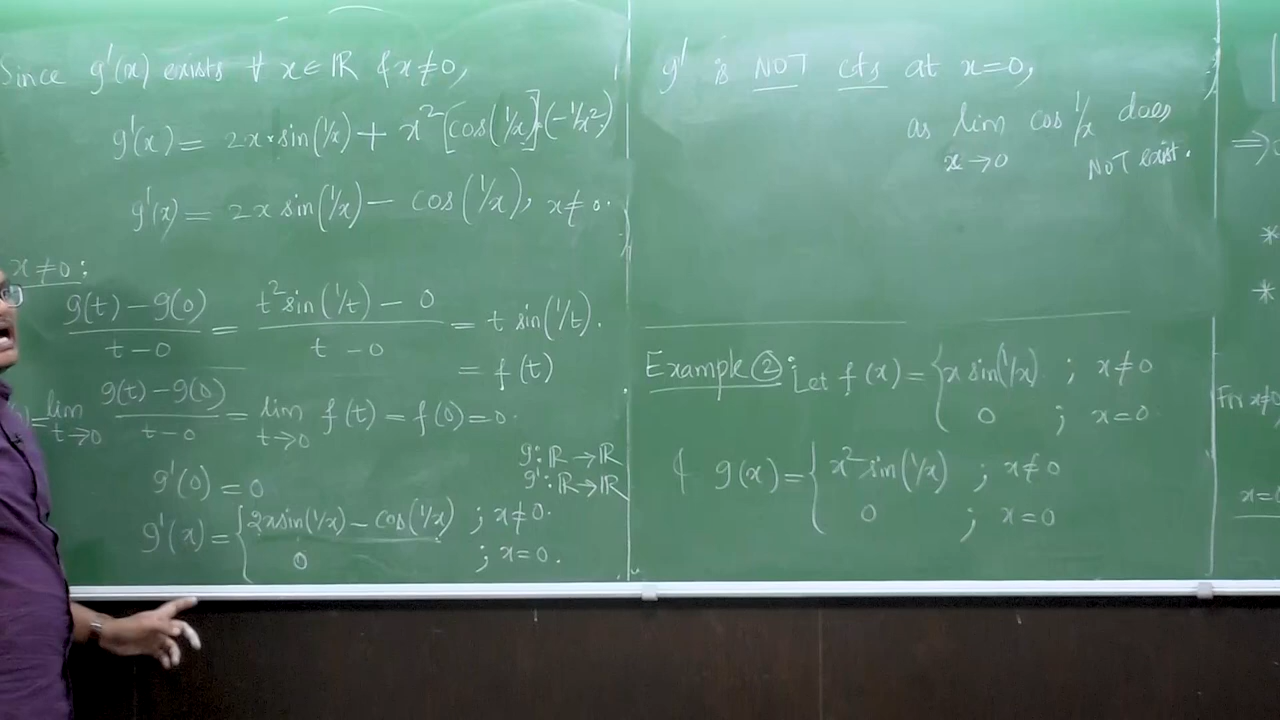 Since g'(x) exists ∀ x∈ℝ & x≠0,
g'(x) = 2x·sin(1/x) + x² [cos(1/x)]·(-1/x²)
g'(x) = 2x sin(1/x) − cos(1/x), x≠0.
x≠0:
g(t)−g(0)/t−0 = t² sin(1/t) − 0/t−0 = t sin(1/t).
= f(t)
=lim t→0 g(t)−g(0)/t−0 = lim t→0 f(t) = f(0) = 0.
g:ℝ→ℝ
g'(0) = 0
g':ℝ→ℝ
g'(x) = { 2x sin(1/x) − cos(1/x) ; x≠0.
0 ; x=0.
g' is NOT cts at x=0,
as lim x→0 cos 1/x does
NOT exist.
Example ② : Let f(x) = { x sin(1/x) ; x≠0
0 ; x=0
& g(x) = { x² sin(1/x) ; x≠0
0 ; x=0
⇒
*
*
For x≠0